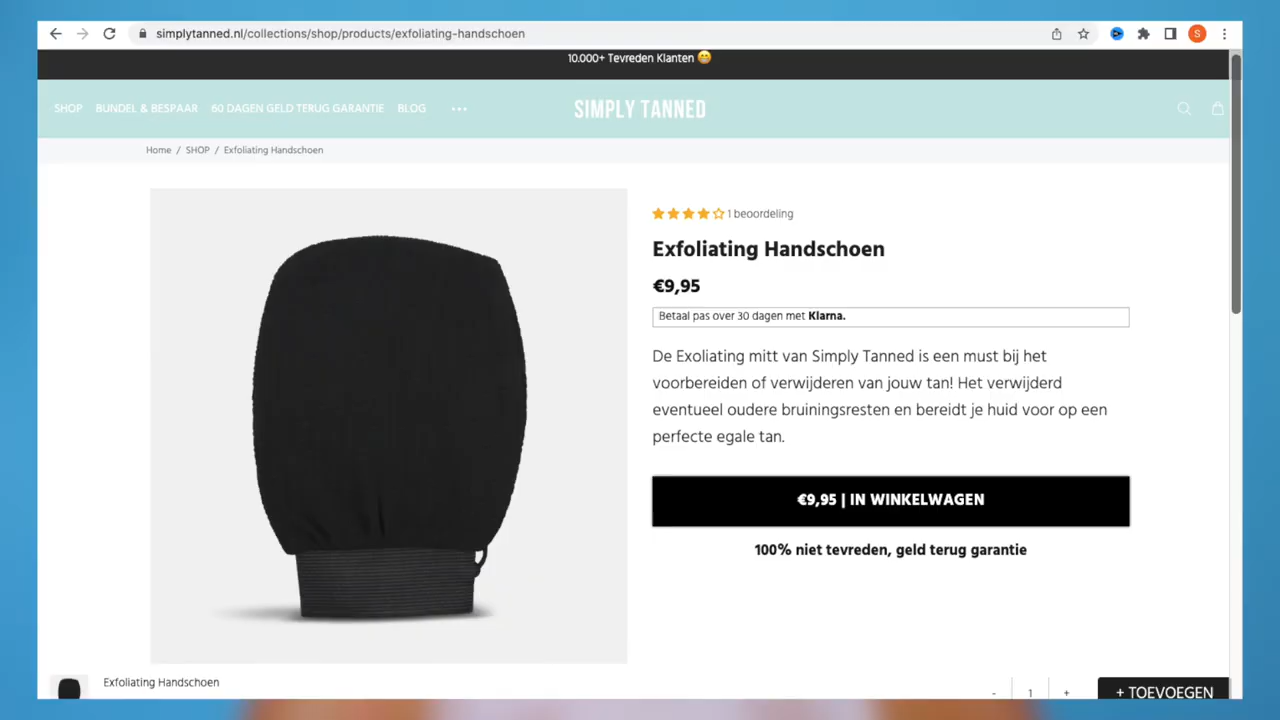 simplytanned.nl/collections/shop/products/exfoliating-handschoen
S
10.000+ Tevreden Klanten 😁
SHOP BUNDEL & BESPAAR 60 DAGEN GELD TERUG GARANTIE BLOG
SIMPLY TANNED
Home / SHOP / Exfoliating Handschoen
1 beoordeling
Exfoliating Handschoen
€9,95
Betaal pas over 30 dagen met Klarna.
De Exoliating mitt van Simply Tanned is een must bij het
voorbereiden of verwijderen van jouw tan! Het verwijderd
eventueel oudere bruiningsresten en bereidt je huid voor op een
perfecte egale tan.
€9,95 | IN WINKELWAGEN
100% niet tevreden, geld terug garantie
Exfoliating Handschoen
- 1 +
+ TOEVOEGEN